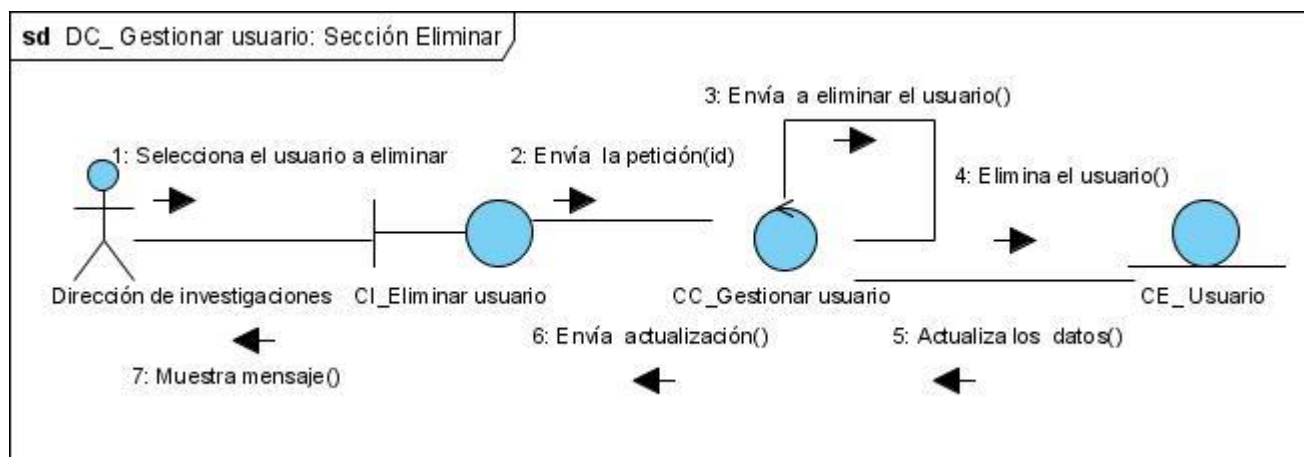 sd DC_ Gestionar usuario: Sección Eliminar
3: Envía a eliminar el usuario()
1: Selecciona el usuario a eliminar
2: Envía la petición(id)
4: Elimina el usuario()
Dirección de investigaciones
CI_Eliminar usuario
CC_Gestionar usuario
CE_ Usuario
6: Envía actualización()
5: Actualiza los datos()
7: Muestra mensaje()